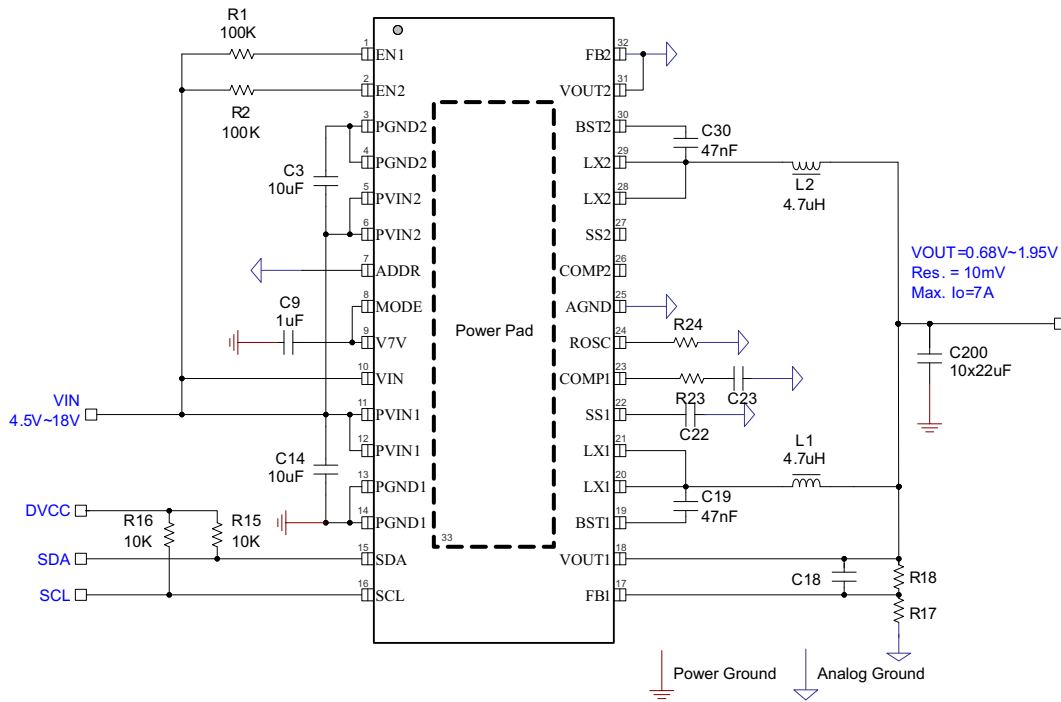 R1
100K
R2
100K
C3
10uF
C9
1uF
VIN
4.5V~18V
C14
10uF
DVCC
R16
10K
R15
10K
SDA
SCL
1
EN1
2
EN2
3
PGND2
4
PGND2
5
PVIN2
6
PVIN2
7
ADDR
8
MODE
9
V7V
10
VIN
11
PVIN1
12
PVIN1
13
PGND1
14
PGND1
15
SDA
16
SCL
Power Pad
33
32
FB2
31
VOUT2
30
BST2
29
LX2
28
LX2
27
SS2
26
COMP2
25
AGND
24
ROSC
23
COMP1
22
SS1
21
LX1
20
LX1
19
BST1
18
VOUT1
17
FB1
C30
47nF
L2
4.7uH
VOUT=0.68V~1.95V
Res. = 10mV
Max. Io=7A
R24
C200
10x22uF
R23
C23
C22
L1
4.7uH
C19
47nF
C18
R18
R17
Power Ground
Analog Ground